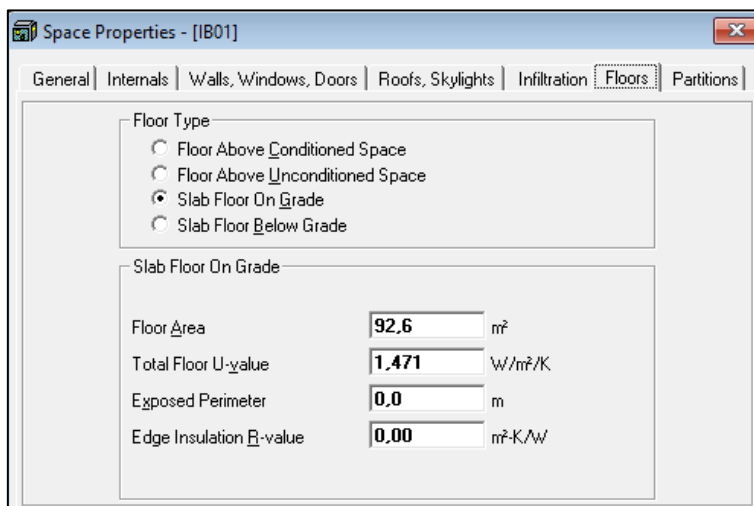 Space Properties - [IB01]
General Internals Walls, Windows, Doors Roofs, Skylights Infiltration Floors Partitions
Floor Type
Floor Above Conditioned Space
Floor Above Unconditioned Space
Slab Floor On Grade
Slab Floor Below Grade
Slab Floor On Grade
Floor Area 92,6 m²
Total Floor U-value 1,471 W/m²/K
Exposed Perimeter 0,0 m
Edge Insulation R-value 0,00 m²-K/W